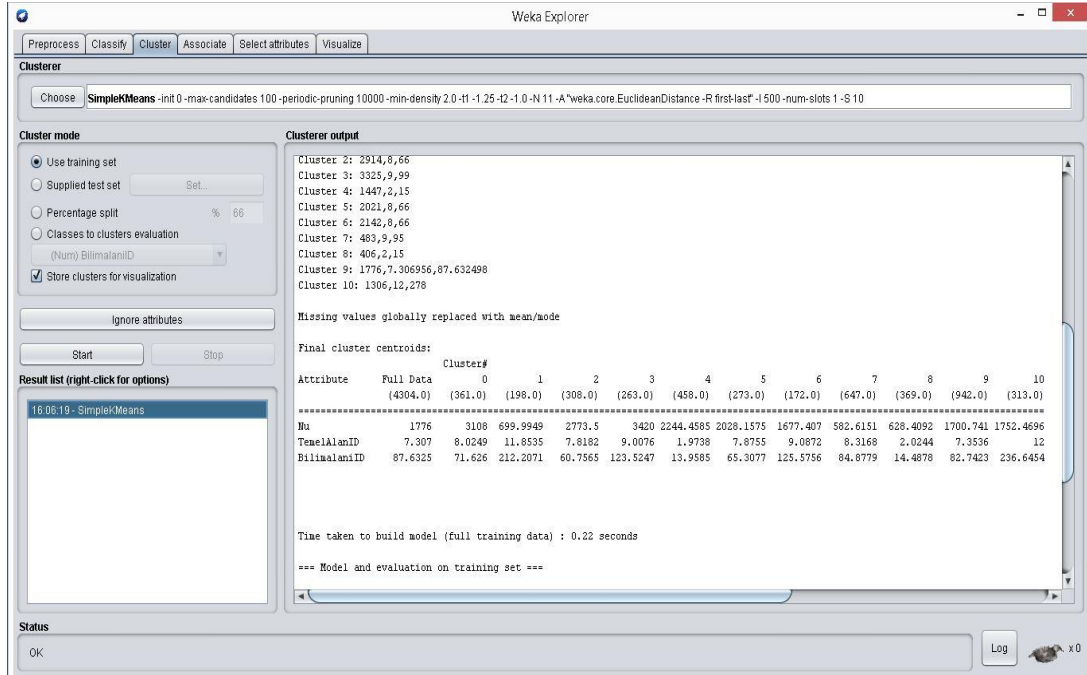 Weka Explorer
Preprocess Classify Cluster Associate Select attributes Visualize
Clusterer
Choose SimpleKMeans -init 0 -max-candidates 100 -periodic-pruning 10000 -min-density 2.0 -t1 -1.25 -t2 -1.0 -N 11 -A "weka.core.EuclideanDistance -R first-last" -I 500 -num-slots 1 -S 10
Cluster mode
Use training set
Supplied test set Set...
Percentage split % 66
Classes to clusters evaluation
(Num) BilimalaniID
Store clusters for visualization
Ignore attributes
Start Stop
Result list (right-click for options)
16:06:19 - SimpleKMeans
Clusterer output
Cluster 2: 2914,8,66
Cluster 3: 3325,9,99
Cluster 4: 1447,2,15
Cluster 5: 2021,8,66
Cluster 6: 2142,8,66
Cluster 7: 483,9,95
Cluster 8: 406,2,15
Cluster 9: 1776,7.306956,87.632498
Cluster 10: 1306,12,278
Missing values globally replaced with mean/mode
Final cluster centroids:
Cluster#
Attribute Full Data 0 1 2 3 4 5 6 7 8 9 10
(4304.0) (361.0) (198.0) (308.0) (263.0) (458.0) (273.0) (172.0) (647.0) (369.0) (942.0) (313.0)
Nu 1776 3108 699.9949 2773.5 3420 2244.4585 2028.1575 1677.407 582.6151 628.4092 1700.741 1752.4696
TemelAlanID 7.307 8.0249 11.8535 7.8182 9.0076 1.9738 7.8755 9.0872 8.3168 2.0244 7.3536 12
BilimalaniID 87.6325 71.626 212.2071 60.7565 123.5247 13.9585 65.3077 125.5756 84.8779 14.4878 82.7423 236.6454
Time taken to build model (full training data) : 0.22 seconds
=== Model and evaluation on training set ===
Status
OK
Log
x 0